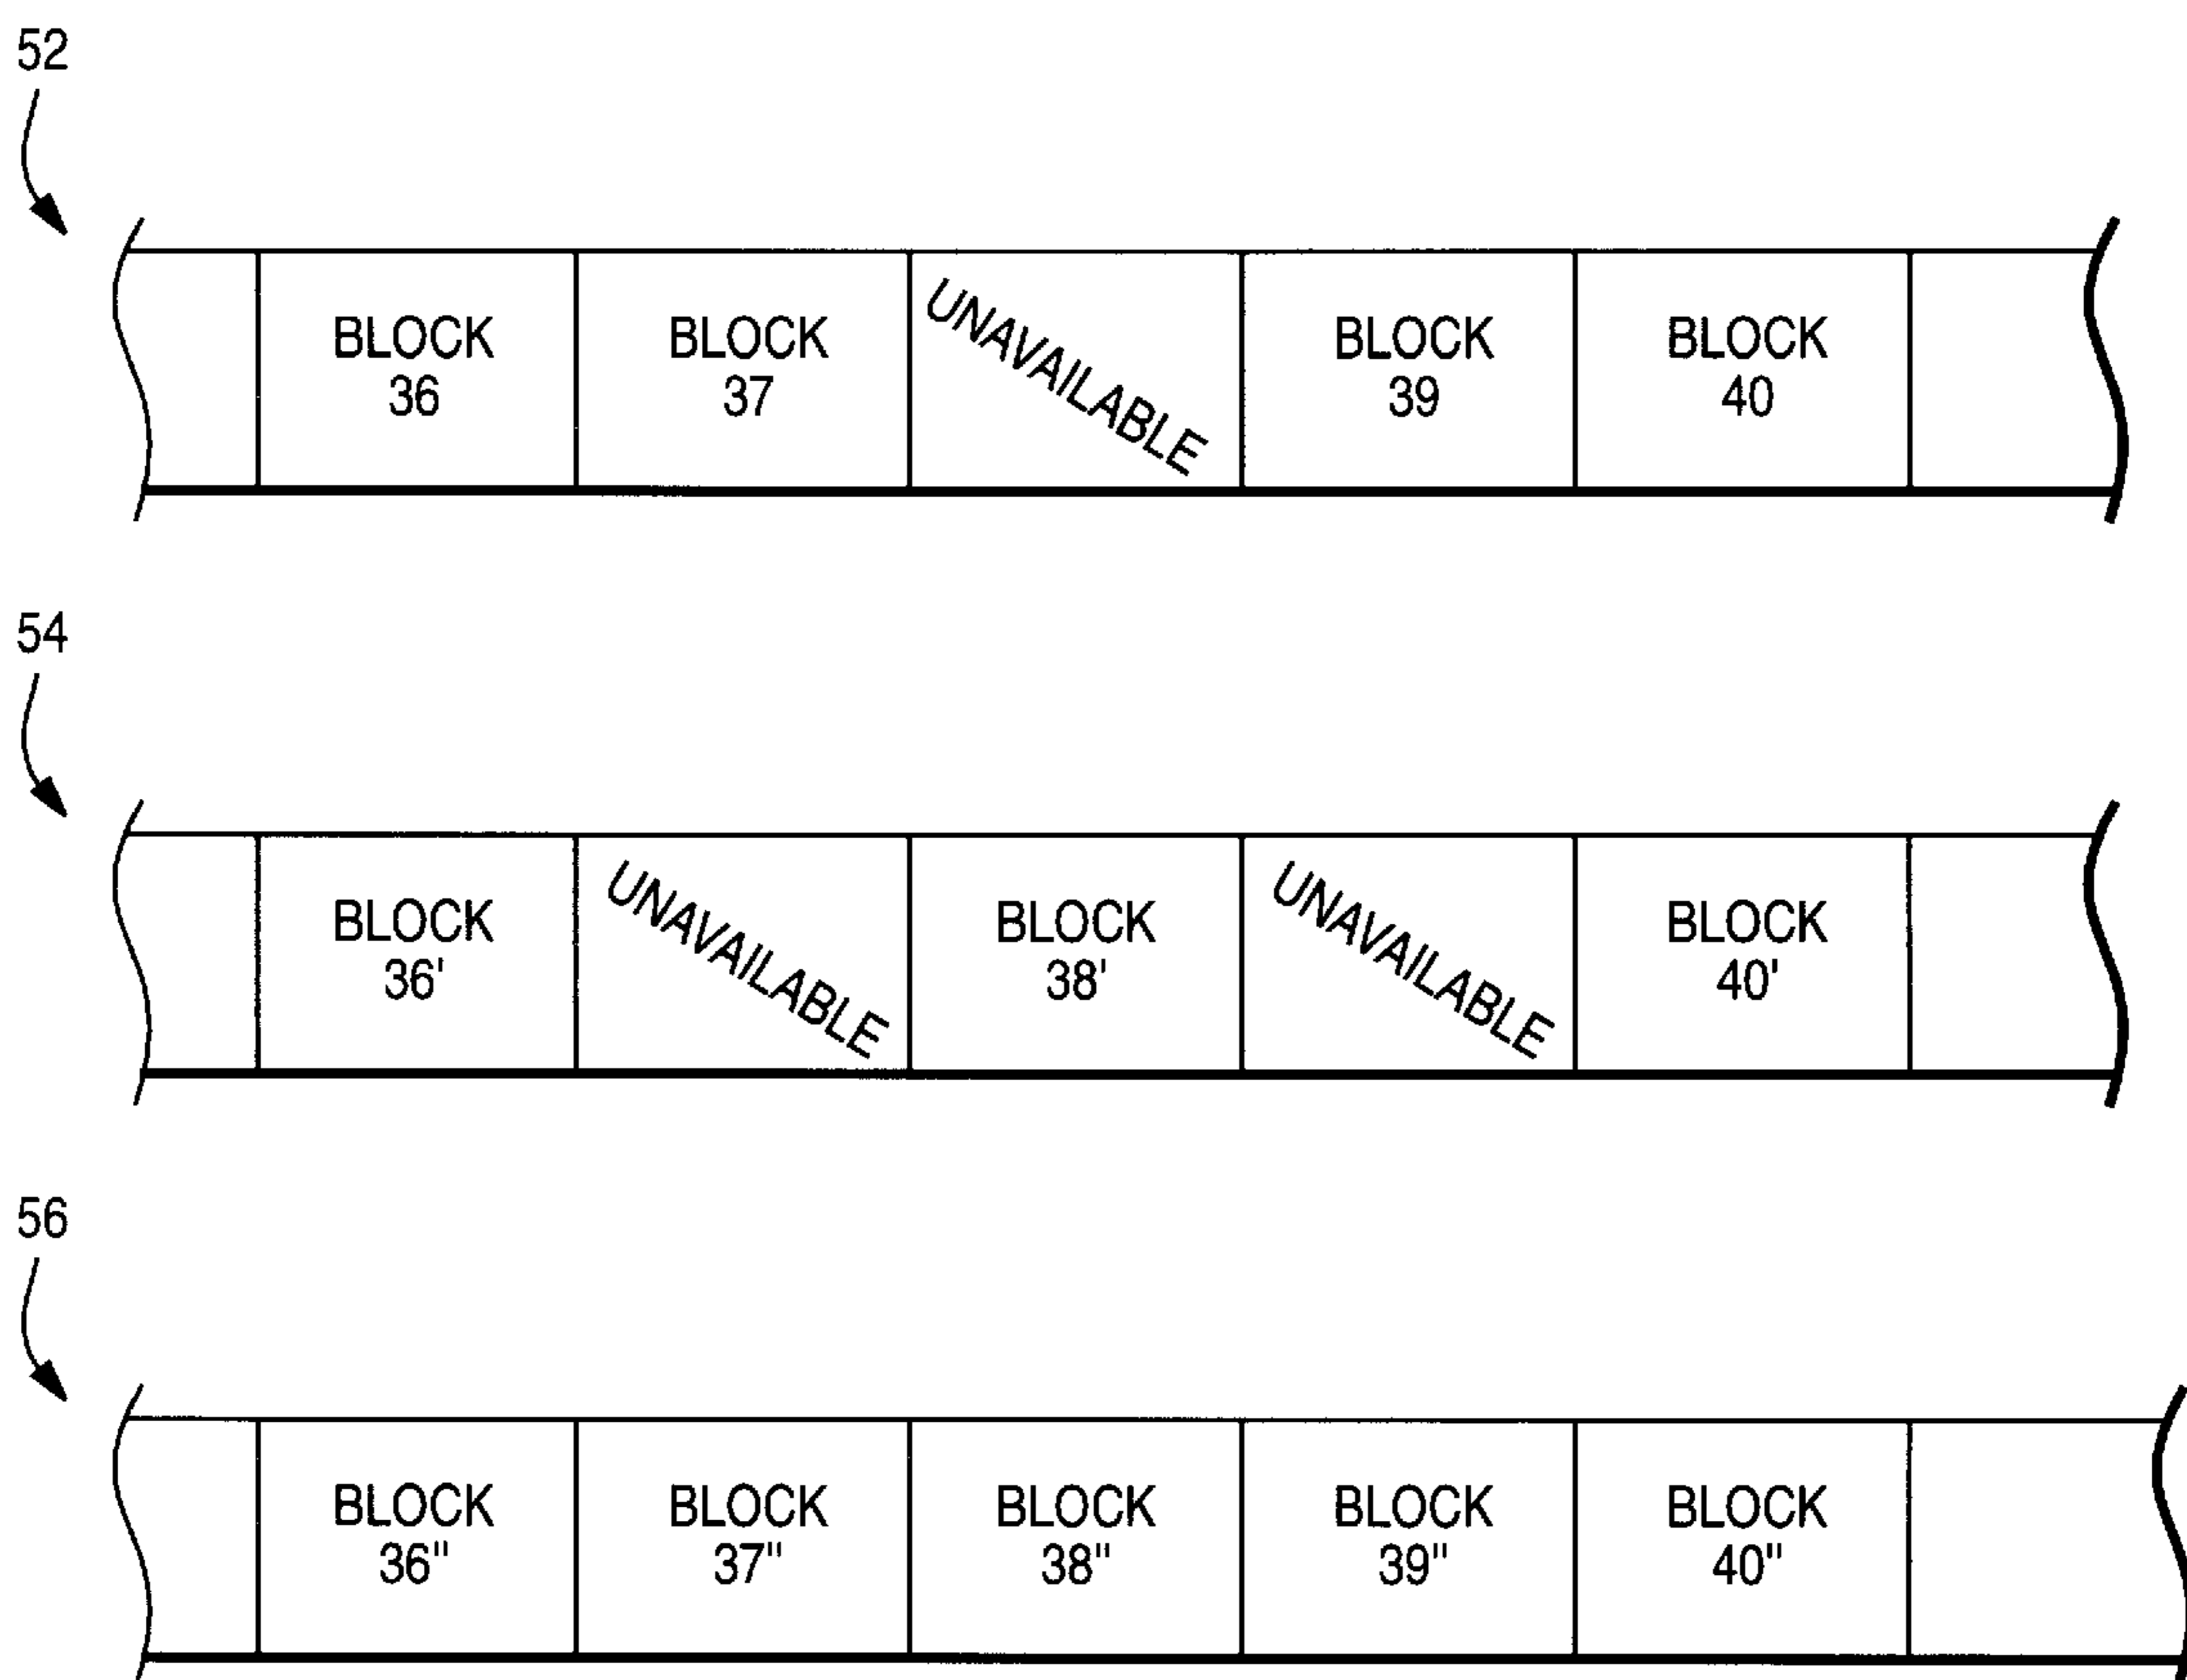 52
BLOCK
36
BLOCK
37
UNAVAILABLE
BLOCK
39
BLOCK
40
54
BLOCK
36'
UNAVAILABLE
BLOCK
38'
UNAVAILABLE
BLOCK
40'
56
BLOCK
36"
BLOCK
37"
BLOCK
38"
BLOCK
39"
BLOCK
40"